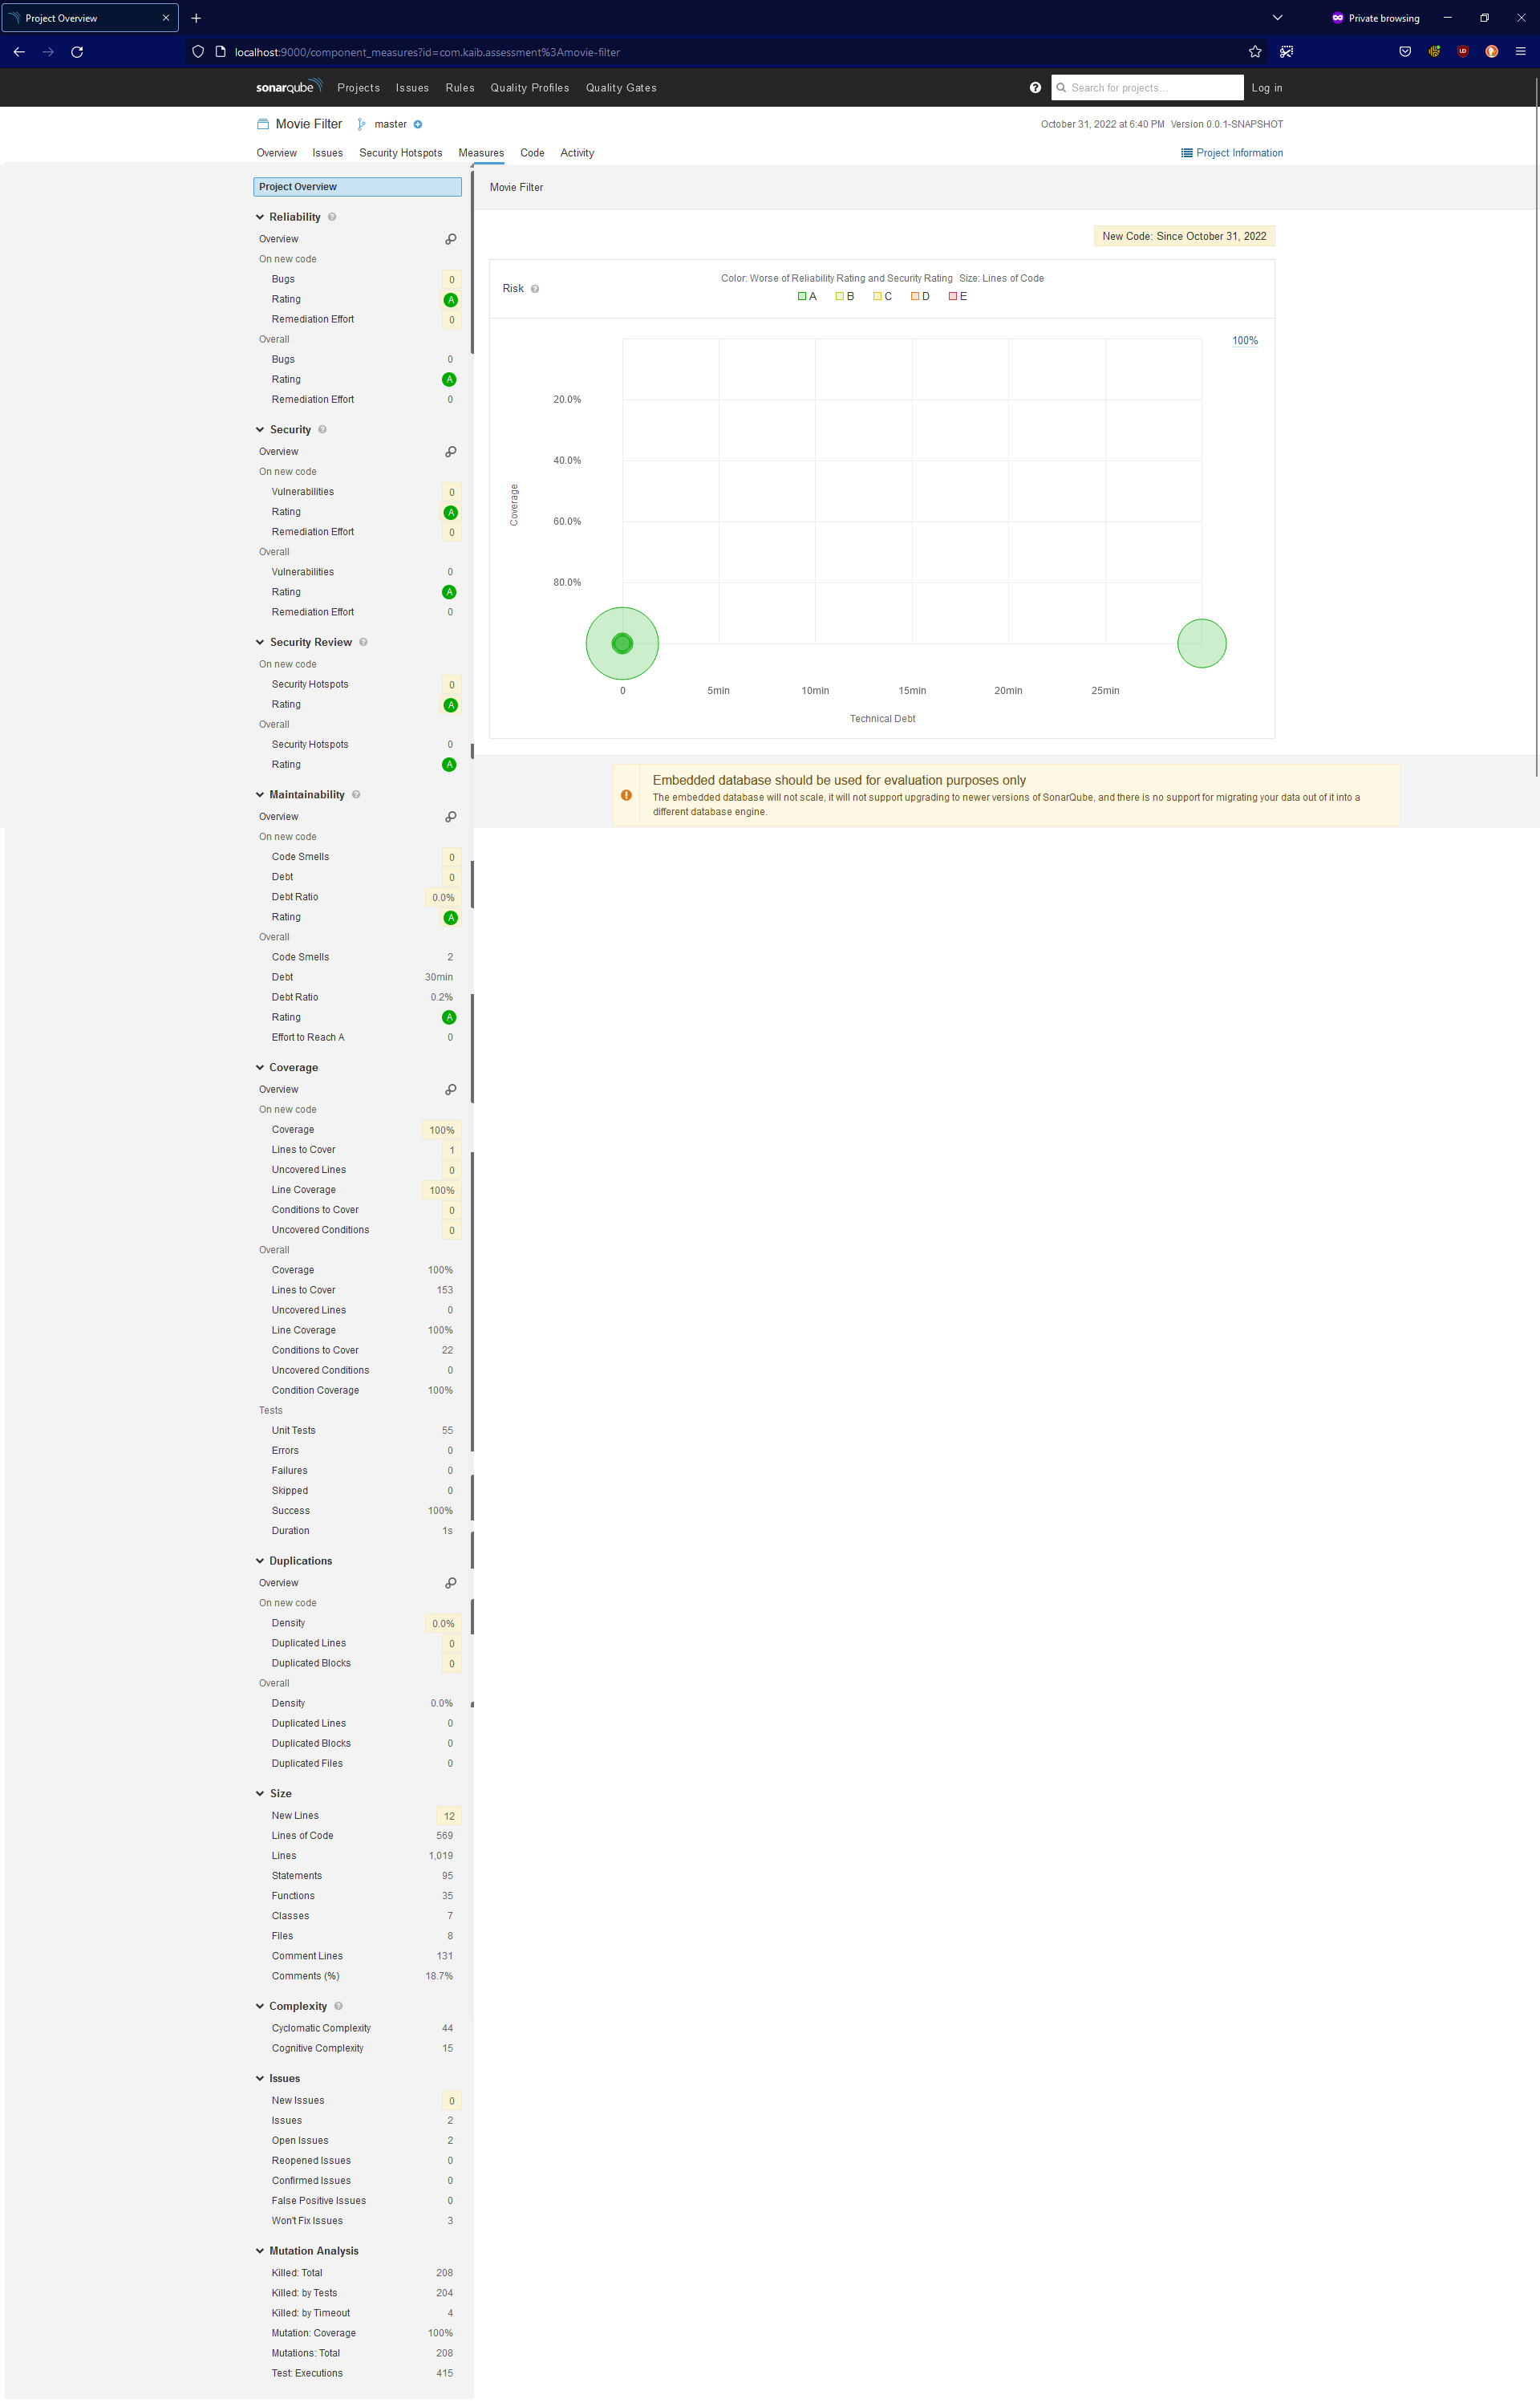 Project Overview
Private browsing
localhost:9000/component_measures?id=com.kaib.assessment%3Amovie-filter
sonarqube Projects Issues Rules Quality Profiles Quality Gates Search for projects... Log in
Movie Filter master October 31, 2022 at 6:40 PM Version 0.0.1-SNAPSHOT
Overview Issues Security Hotspots Measures Code Activity Project Information
Project Overview
Reliability
Overview
On new code
Bugs 0
Rating A
Remediation Effort 0
Overall
Bugs 0
Rating A
Remediation Effort 0
Security
Overview
On new code
Vulnerabilities 0
Rating A
Remediation Effort 0
Overall
Vulnerabilities 0
Rating A
Remediation Effort 0
Security Review
On new code
Security Hotspots 0
Rating A
Overall
Security Hotspots 0
Rating A
Maintainability
Overview
On new code
Code Smells 0
Debt 0
Debt Ratio 0.0%
Rating A
Overall
Code Smells 2
Debt 30min
Debt Ratio 0.2%
Rating A
Effort to Reach A 0
Coverage
Overview
On new code
Coverage 100%
Lines to Cover 1
Uncovered Lines 0
Line Coverage 100%
Conditions to Cover 0
Uncovered Conditions 0
Overall
Coverage 100%
Lines to Cover 153
Uncovered Lines 0
Line Coverage 100%
Conditions to Cover 22
Uncovered Conditions 0
Condition Coverage 100%
Tests
Unit Tests 55
Errors 0
Failures 0
Skipped 0
Success 100%
Duration 1s
Duplications
Overview
On new code
Density 0.0%
Duplicated Lines 0
Duplicated Blocks 0
Overall
Density 0.0%
Duplicated Lines 0
Duplicated Blocks 0
Duplicated Files 0
Size
New Lines 12
Lines of Code 569
Lines 1,019
Statements 95
Functions 35
Classes 7
Files 8
Comment Lines 131
Comments (%) 18.7%
Complexity
Cyclomatic Complexity 44
Cognitive Complexity 15
Issues
New Issues 0
Issues 2
Open Issues 2
Reopened Issues 0
Confirmed Issues 0
False Positive Issues 0
Won't Fix Issues 3
Mutation Analysis
Killed: Total 208
Killed: by Tests 204
Killed: by Timeout 4
Mutation: Coverage 100%
Mutations: Total 208
Test: Executions 415
Movie Filter
New Code: Since October 31, 2022
Risk
Color: Worse of Reliability Rating and Security Rating Size: Lines of Code
A B C D E
100%
20.0%
40.0%
60.0%
80.0%
Coverage
0 5min 10min 15min 20min 25min
Technical Debt
Embedded database should be used for evaluation purposes only
The embedded database will not scale, it will not support upgrading to newer versions of SonarQube, and there is no support for migrating your data out of it into a
different database engine.